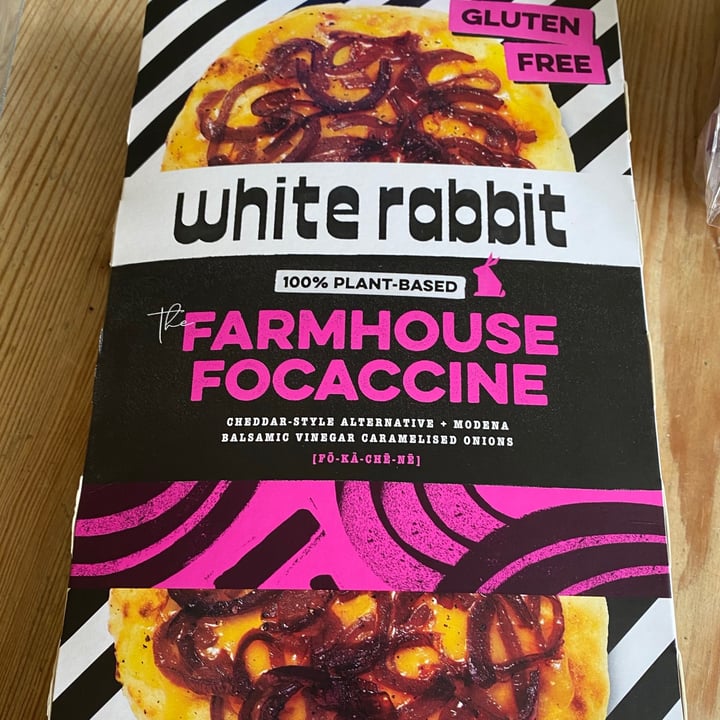 GLUTEN
FREE
white rabbit
100% PLANT-BASED
The FARMHOUSE
FOCACCINE
CHEDDAR-STYLE ALTERNATIVE + MODENA
BALSAMIC VINEGAR CARAMELISED ONIONS
[FŌ-KĀ-CHĒ-NĒ]